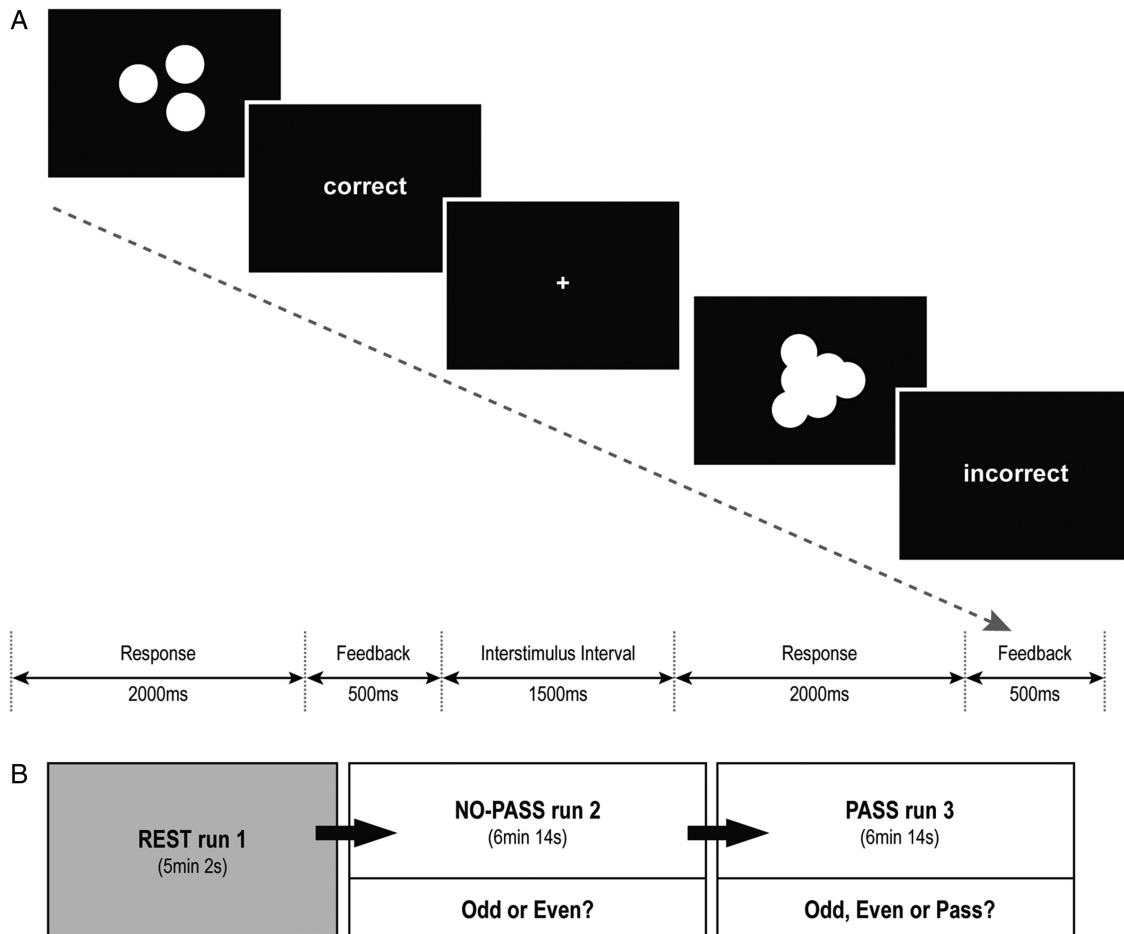 A
correct
+
incorrect
Response
Feedback
Interstimulus Interval
Response
Feedback
2000ms
500ms
1500ms
2000ms
500ms
B
REST run 1
(5min 2s)
NO-PASS run 2
(6min 14s)
Odd or Even?
PASS run 3
(6min 14s)
Odd, Even or Pass?